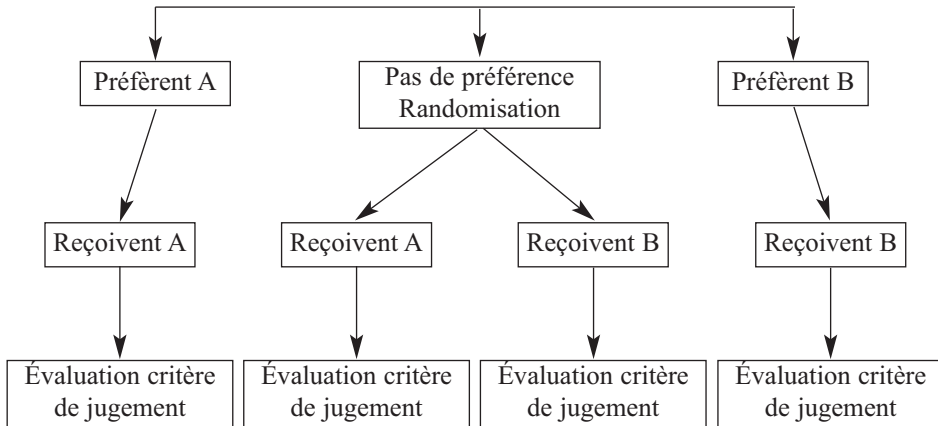 Préfèrent A
Pas de préférence
Randomisation
Préfèrent B
Reçoivent A
Reçoivent A
Reçoivent B
Reçoivent B
Évaluation critère
de jugement
Évaluation critère
de jugement
Évaluation critère
de jugement
Évaluation critère
de jugement